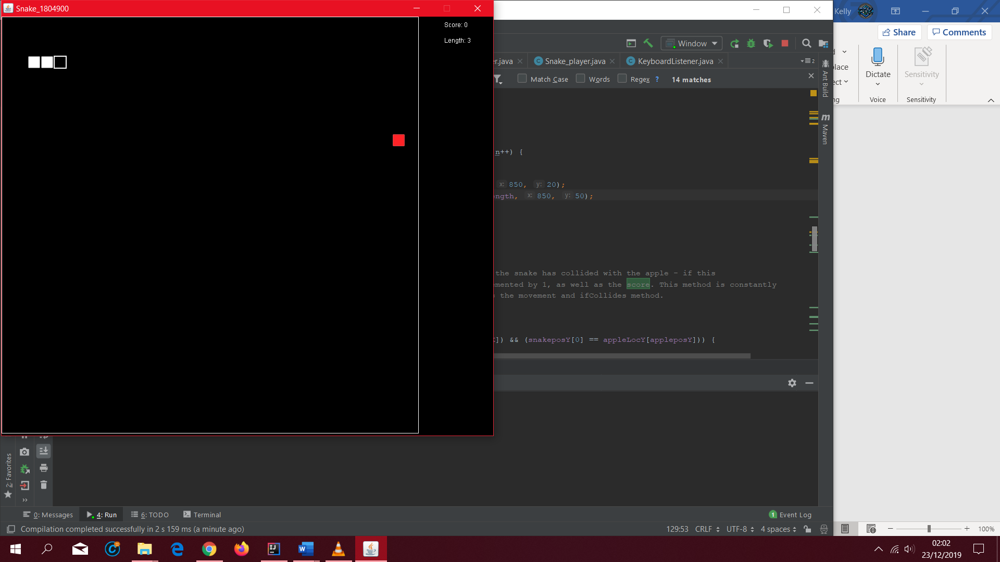 Snake_1804900
Score: 0
Length: 3
Kelly
Share
Comments
Window
er.java
Snake_player.java
KeyboardListener.java
2
Match Case
Words
Regex
?
14 matches
Ant Build
m Maven
Dictate
Sensitivity
Voice
Sensitivity
lace
ect
ng
n++) {
x: 850, y: 20);
ngth, x: 850, y: 50);
the snake has collided with the apple - if this
emented by 1, as well as the score. This method is constantly
s the movement and ifCollides method.
]) && (snakeposY[0] == appleLocY[appleposY])) {
2: Favorites
0: Messages
4: Run
6: TODO
Terminal
1 Event Log
Compilation completed successfully in 2 s 159 ms (a minute ago)
129:53 CRLF UTF-8 4 spaces
100%
02:02
23/12/2019